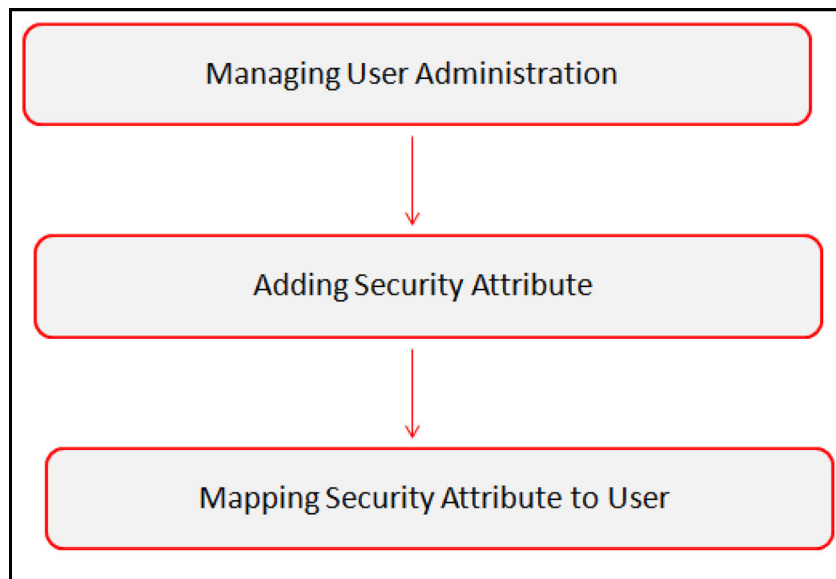 Managing User Administration
Adding Security Attribute
Mapping Security Attribute to User